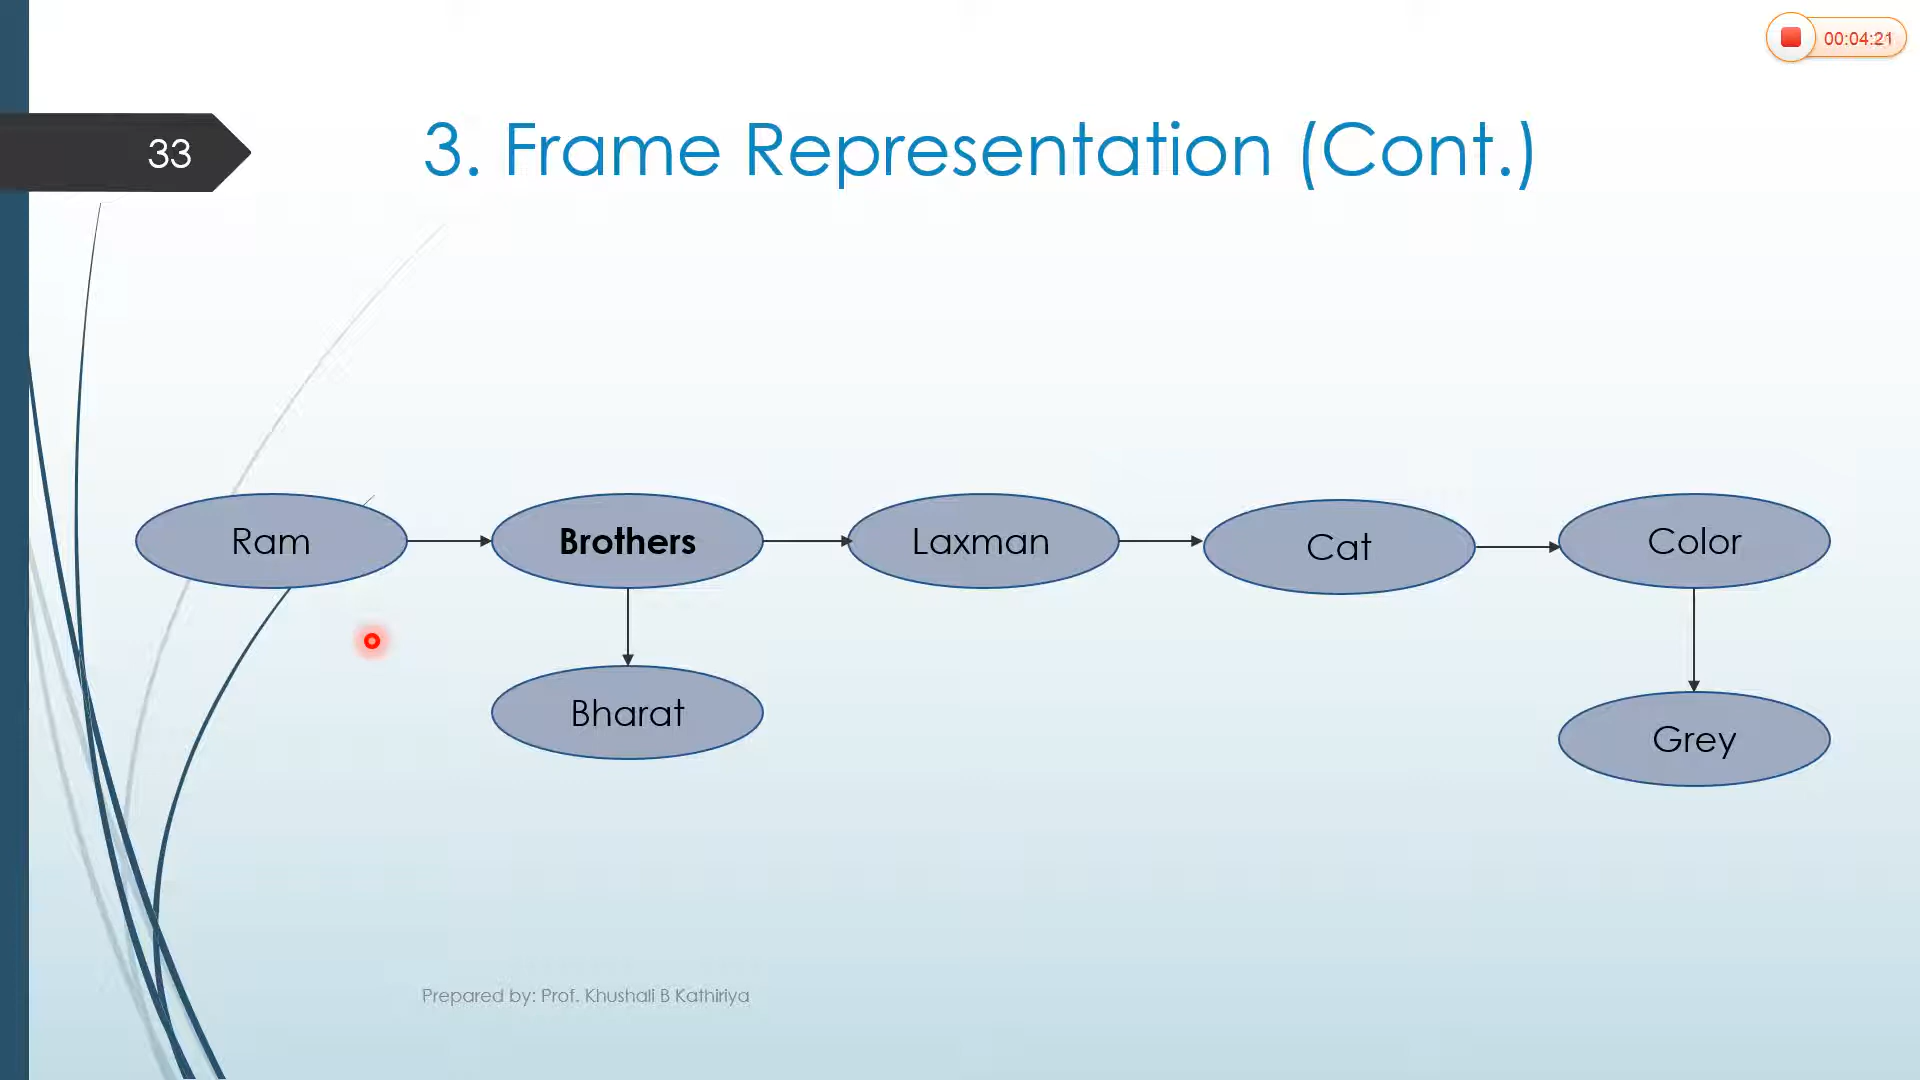 00:04:21
33
3. Frame Representation (Cont.)
Ram
Brothers
Laxman
Cat
Color
Bharat
Grey
Prepared by: Prof. Khushali B Kathiriya